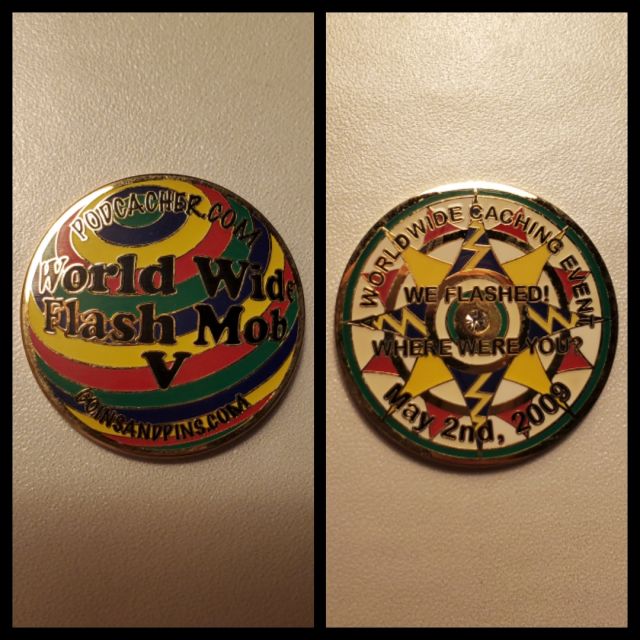 PODCACHER.COM
World Wide
Flash Mob
V
COINSANDPINS.COM
A WORLDWIDE CACHING EVENT
WE FLASHED!
WHERE WERE YOU?
May 2nd, 2009